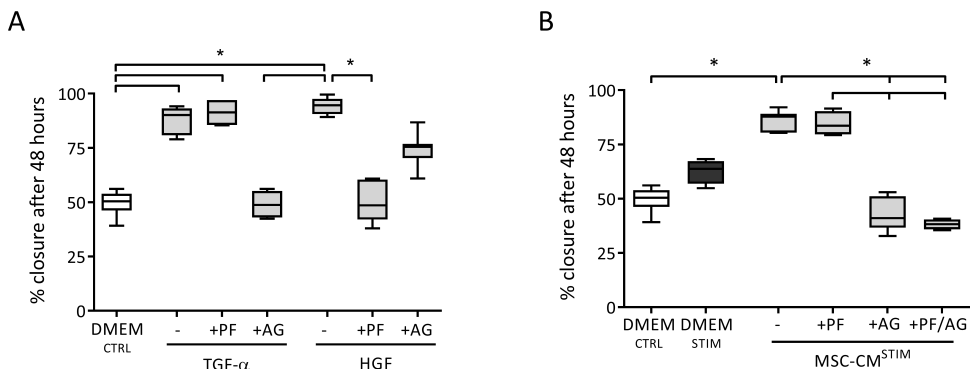 A
*
*
% closure after 48 hours
100
75
50
25
0
DMEM CTRL
- +PF +AG - +PF +AG
TGF-α HGF
B
* *
% closure after 48 hours
100
75
50
25
0
DMEM CTRL
DMEM STIM
- +PF +AG +PF/AG
MSC-CM^STIM